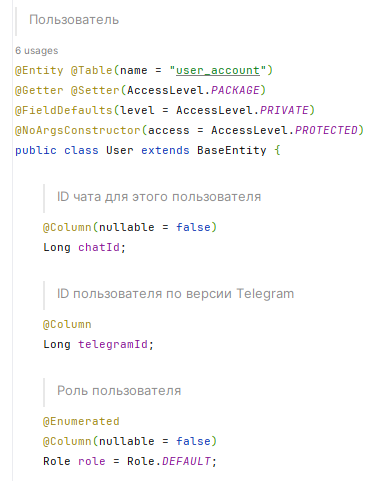 Пользователь
6 usages
@Entity @Table(name = "user_account")
@Getter @Setter(AccessLevel.PACKAGE)
@FieldDefaults(level = AccessLevel.PRIVATE)
@NoArgsConstructor(access = AccessLevel.PROTECTED)
public class User extends BaseEntity {
ID чата для этого пользователя
@Column(nullable = false)
Long chatId;
ID пользователя по версии Telegram
@Column
Long telegramId;
Роль пользователя
@Enumerated
@Column(nullable = false)
Role role = Role.DEFAULT;